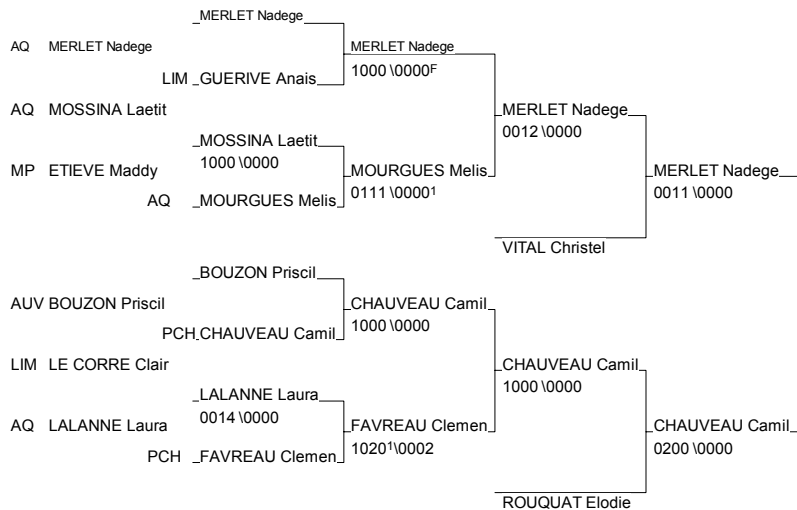 MERLET Nadege
AQ MERLET Nadege MERLET Nadege
1000 \0000F
LIM GUERIVE Anais
AQ MOSSINA Laetit MERLET Nadege
0012 \0000
MOSSINA Laetit
1000 \0000
MP ETIEVE Maddy MOURGUES Melis MERLET Nadege
0111 \00001 0011 \0000
AQ MOURGUES Melis
VITAL Christel
BOUZON Priscil
AUV BOUZON Priscil CHAUVEAU Camil
1000 \0000
PCH CHAUVEAU Camil
LIM LE CORRE Clair CHAUVEAU Camil
1000 \0000
LALANNE Laura
0014 \0000
AQ LALANNE Laura FAVREAU Clemen CHAUVEAU Camil
10201\0002 0200 \0000
PCH FAVREAU Clemen
ROUQUAT Elodie